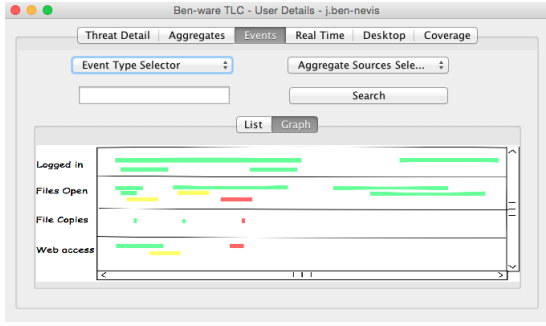 Ben-ware TLC - User Details - j.ben-nevis
Threat Detail Aggregates Events Real Time Desktop Coverage
Event Type Selector Aggregate Sources Sele...
Search
List Graph
Logged in
Files Open
File Copies
Web access